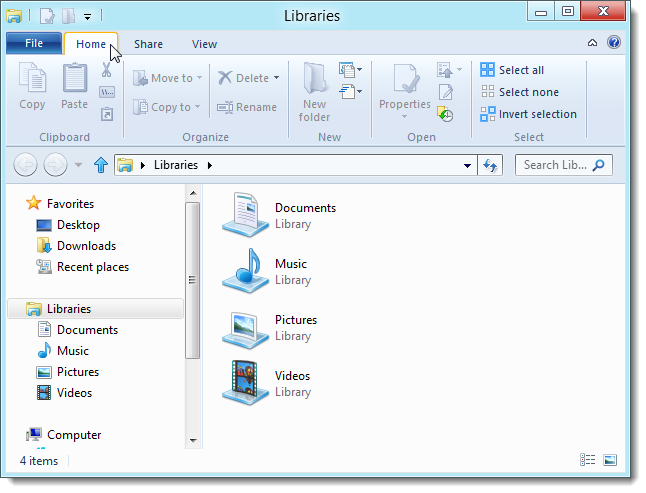 Libraries
File Home Share View
Copy Paste Move to Copy to Delete Rename New folder Properties Select all Select none Invert selection
Clipboard Organize New Open Select
Libraries Search Lib...
Favorites
Desktop
Downloads
Recent places
Libraries
Documents
Music
Pictures
Videos
Computer
Documents
Library
Music
Library
Pictures
Library
Videos
Library
4 items